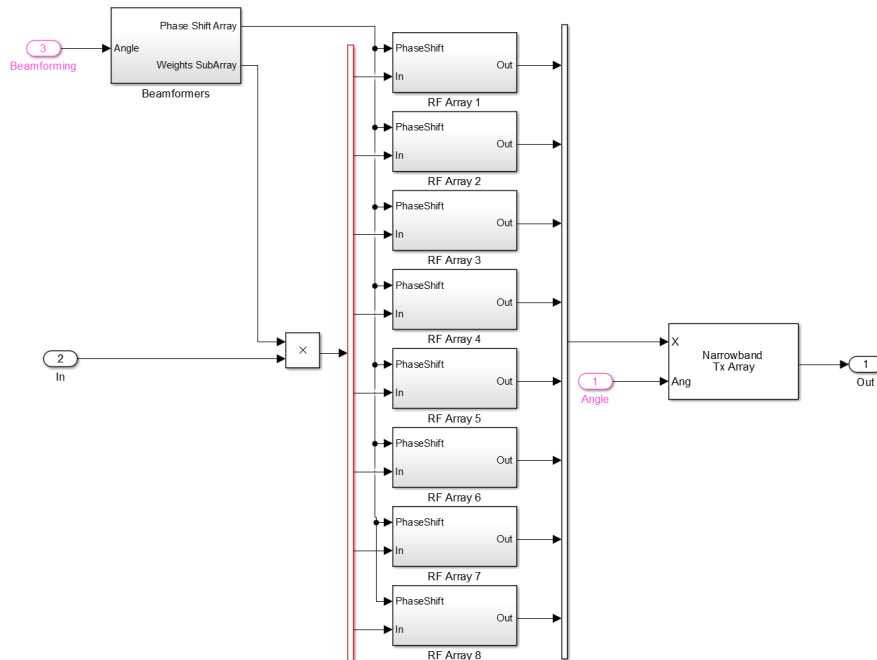 Phase Shift Array
3
Angle
Beamforming
Weights SubArray
Beamformers
PhaseShift
Out
In
RF Array 1
PhaseShift
Out
In
RF Array 2
PhaseShift
Out
In
RF Array 3
PhaseShift
Out
In
RF Array 4
×
2
In
X
Narrowband
Tx Array
1
Out
1
Angle
Ang
PhaseShift
Out
In
RF Array 5
PhaseShift
Out
In
RF Array 6
PhaseShift
Out
In
RF Array 7
PhaseShift
Out
In
RF Array 8